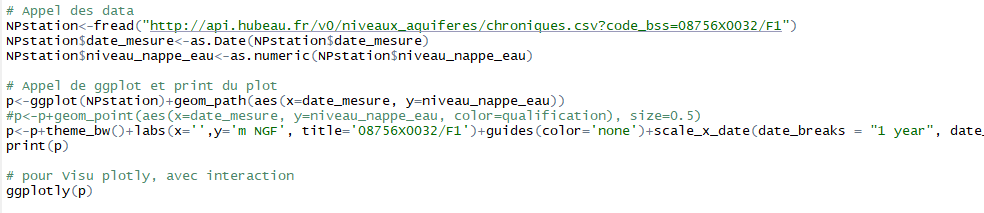 # Appel des data
NPstation<-fread("http://api.hubeau.fr/v0/niveaux_aquiferes/chroniques.csv?code_bss=08756X0032/F1")
NPstation$date_mesure<-as.Date(NPstation$date_mesure)
NPstation$niveau_nappe_eau<-as.numeric(NPstation$niveau_nappe_eau)
# Appel de ggplot et print du plot
p<-ggplot(NPstation)+geom_path(aes(x=date_mesure, y=niveau_nappe_eau))
#p<-p+geom_point(aes(x=date_mesure, y=niveau_nappe_eau, color=qualification), size=0.5)
p<-p+theme_bw()+labs(x='',y='m NGF', title='08756X0032/F1')+guides(color='none')+scale_x_date(date_breaks = "1 year", date_
print(p)
# pour Visu plotly, avec interaction
ggplotly(p)